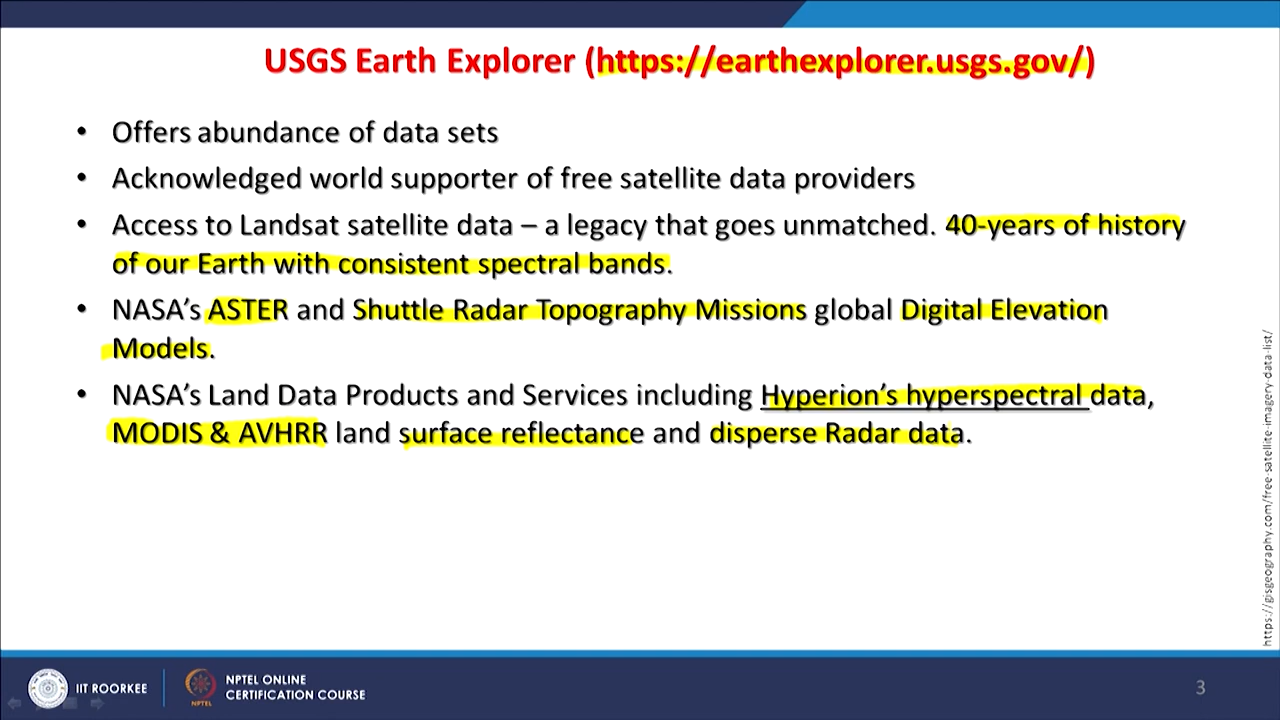 USGS Earth Explorer (https://earthexplorer.usgs.gov/)
• Offers abundance of data sets
• Acknowledged world supporter of free satellite data providers
• Access to Landsat satellite data – a legacy that goes unmatched. 40-years of history
of our Earth with consistent spectral bands.
• NASA’s ASTER and Shuttle Radar Topography Missions global Digital Elevation
Models.
• NASA’s Land Data Products and Services including Hyperion’s hyperspectral data,
MODIS & AVHRR land surface reflectance and disperse Radar data.
https://gisgeography.com/free-satellite-imagery-data-list/
IIT ROORKEE
NPTEL
NPTEL ONLINE
CERTIFICATION COURSE
3